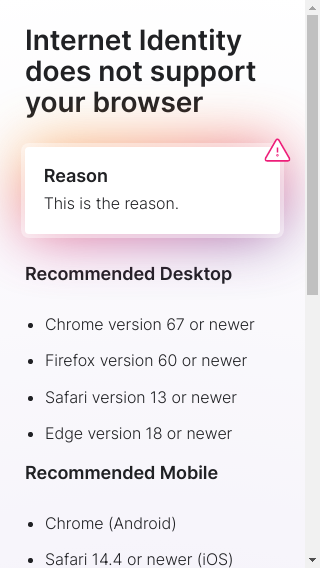 Internet Identity
does not support
your browser
Reason
This is the reason.
Recommended Desktop
Chrome version 67 or newer
Firefox version 60 or newer
Safari version 13 or newer
Edge version 18 or newer
Recommended Mobile
Chrome (Android)
Safari 14.4 or newer (iOS)